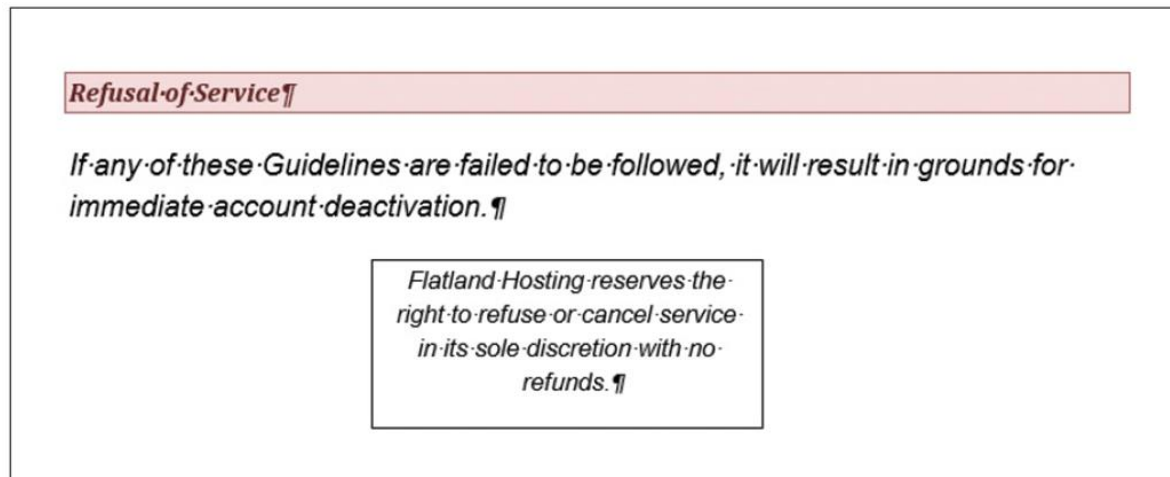 Refusal·of·Service¶
If·any·of·these·Guidelines·are·failed·to·be·followed,·it·will·result·in·grounds·for·
immediate·account·deactivation.¶
Flatland·Hosting·reserves·the·
right·to·refuse·or·cancel·service·
in·its·sole·discretion·with·no·
refunds.¶